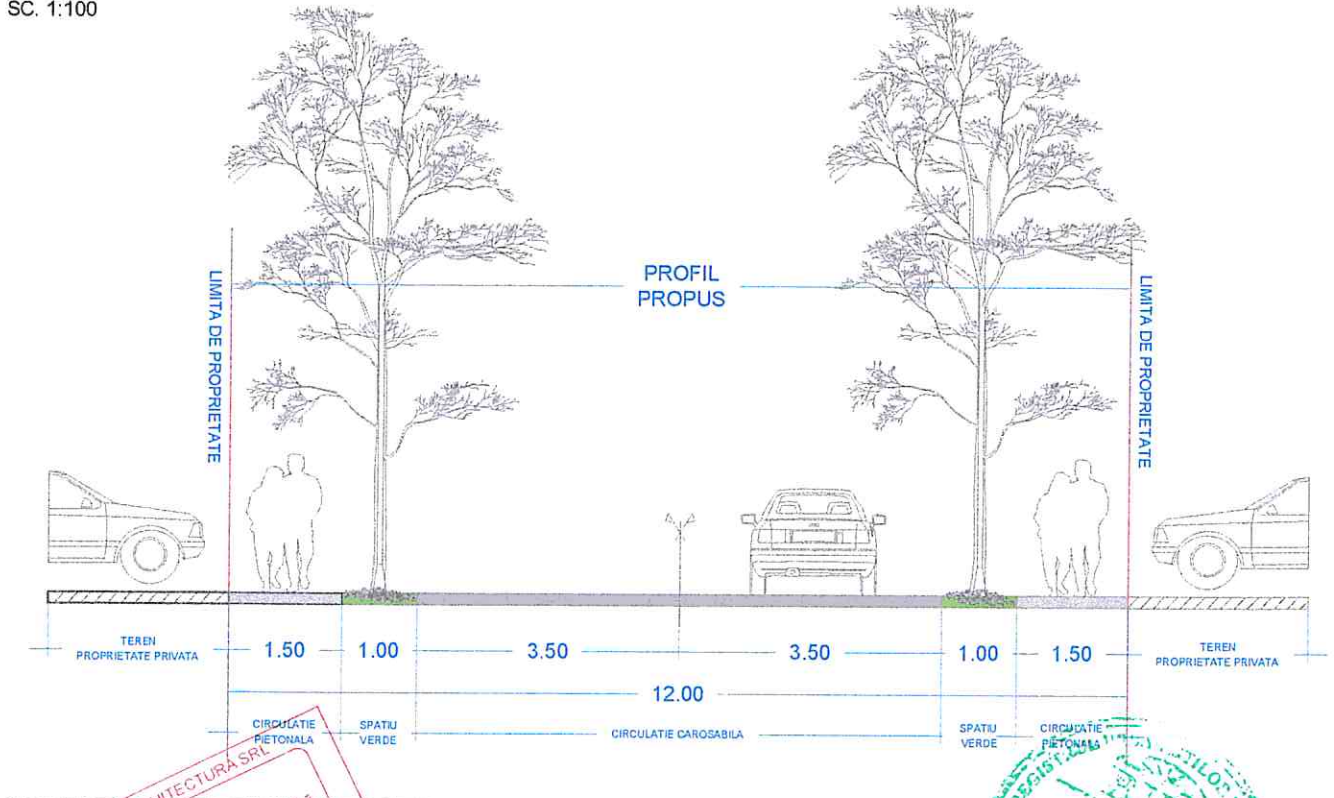 SC. 1:100
PROFIL
PROPUS
LIMITA DE PROPRIETATE
LIMITA DE PROPRIETATE
TEREN
PROPRIETATE PRIVATA
1.50
1.00
3.50
3.50
1.00
1.50
TEREN
PROPRIETATE PRIVATA
12.00
CIRCULATIE
PIETONALA
SPATIU
VERDE
CIRCULATIE CAROSABILA
SPATIU
VERDE
CIRCULATIE
PIETONALA